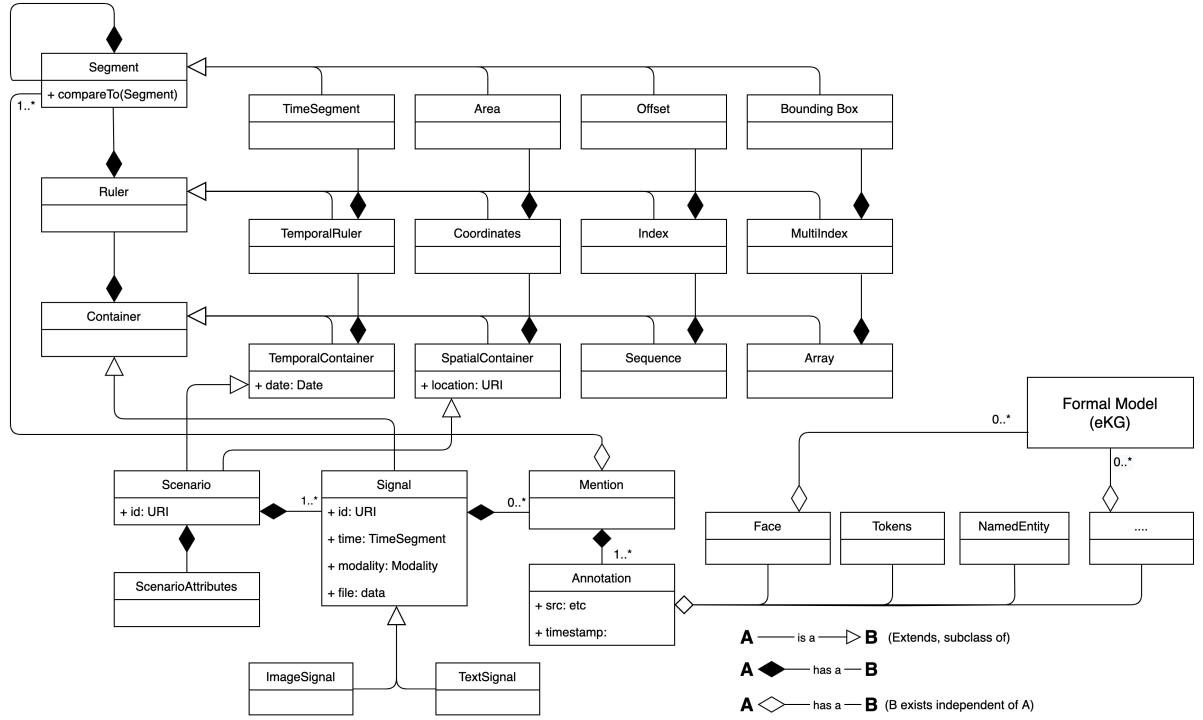 Segment
+ compareTo(Segment)
1..*
TimeSegment
Area
Offset
Bounding Box
Ruler
TemporalRuler
Coordinates
Index
MultiIndex
Container
TemporalContainer
+ date: Date
SpatialContainer
+ location: URI
Sequence
Array
Formal Model
(eKG)
0..*
0..*
Scenario
+ id: URI
1..*
Signal
+ id: URI
+ time: TimeSegment
+ modality: Modality
+ file: data
0..*
Mention
1..*
Face
Tokens
NamedEntity
....
ScenarioAttributes
Annotation
+ src: etc
+ timestamp:
ImageSignal
TextSignal
A is a B (Extends, subclass of)
A has a B
A has a B (B exists independent of A)